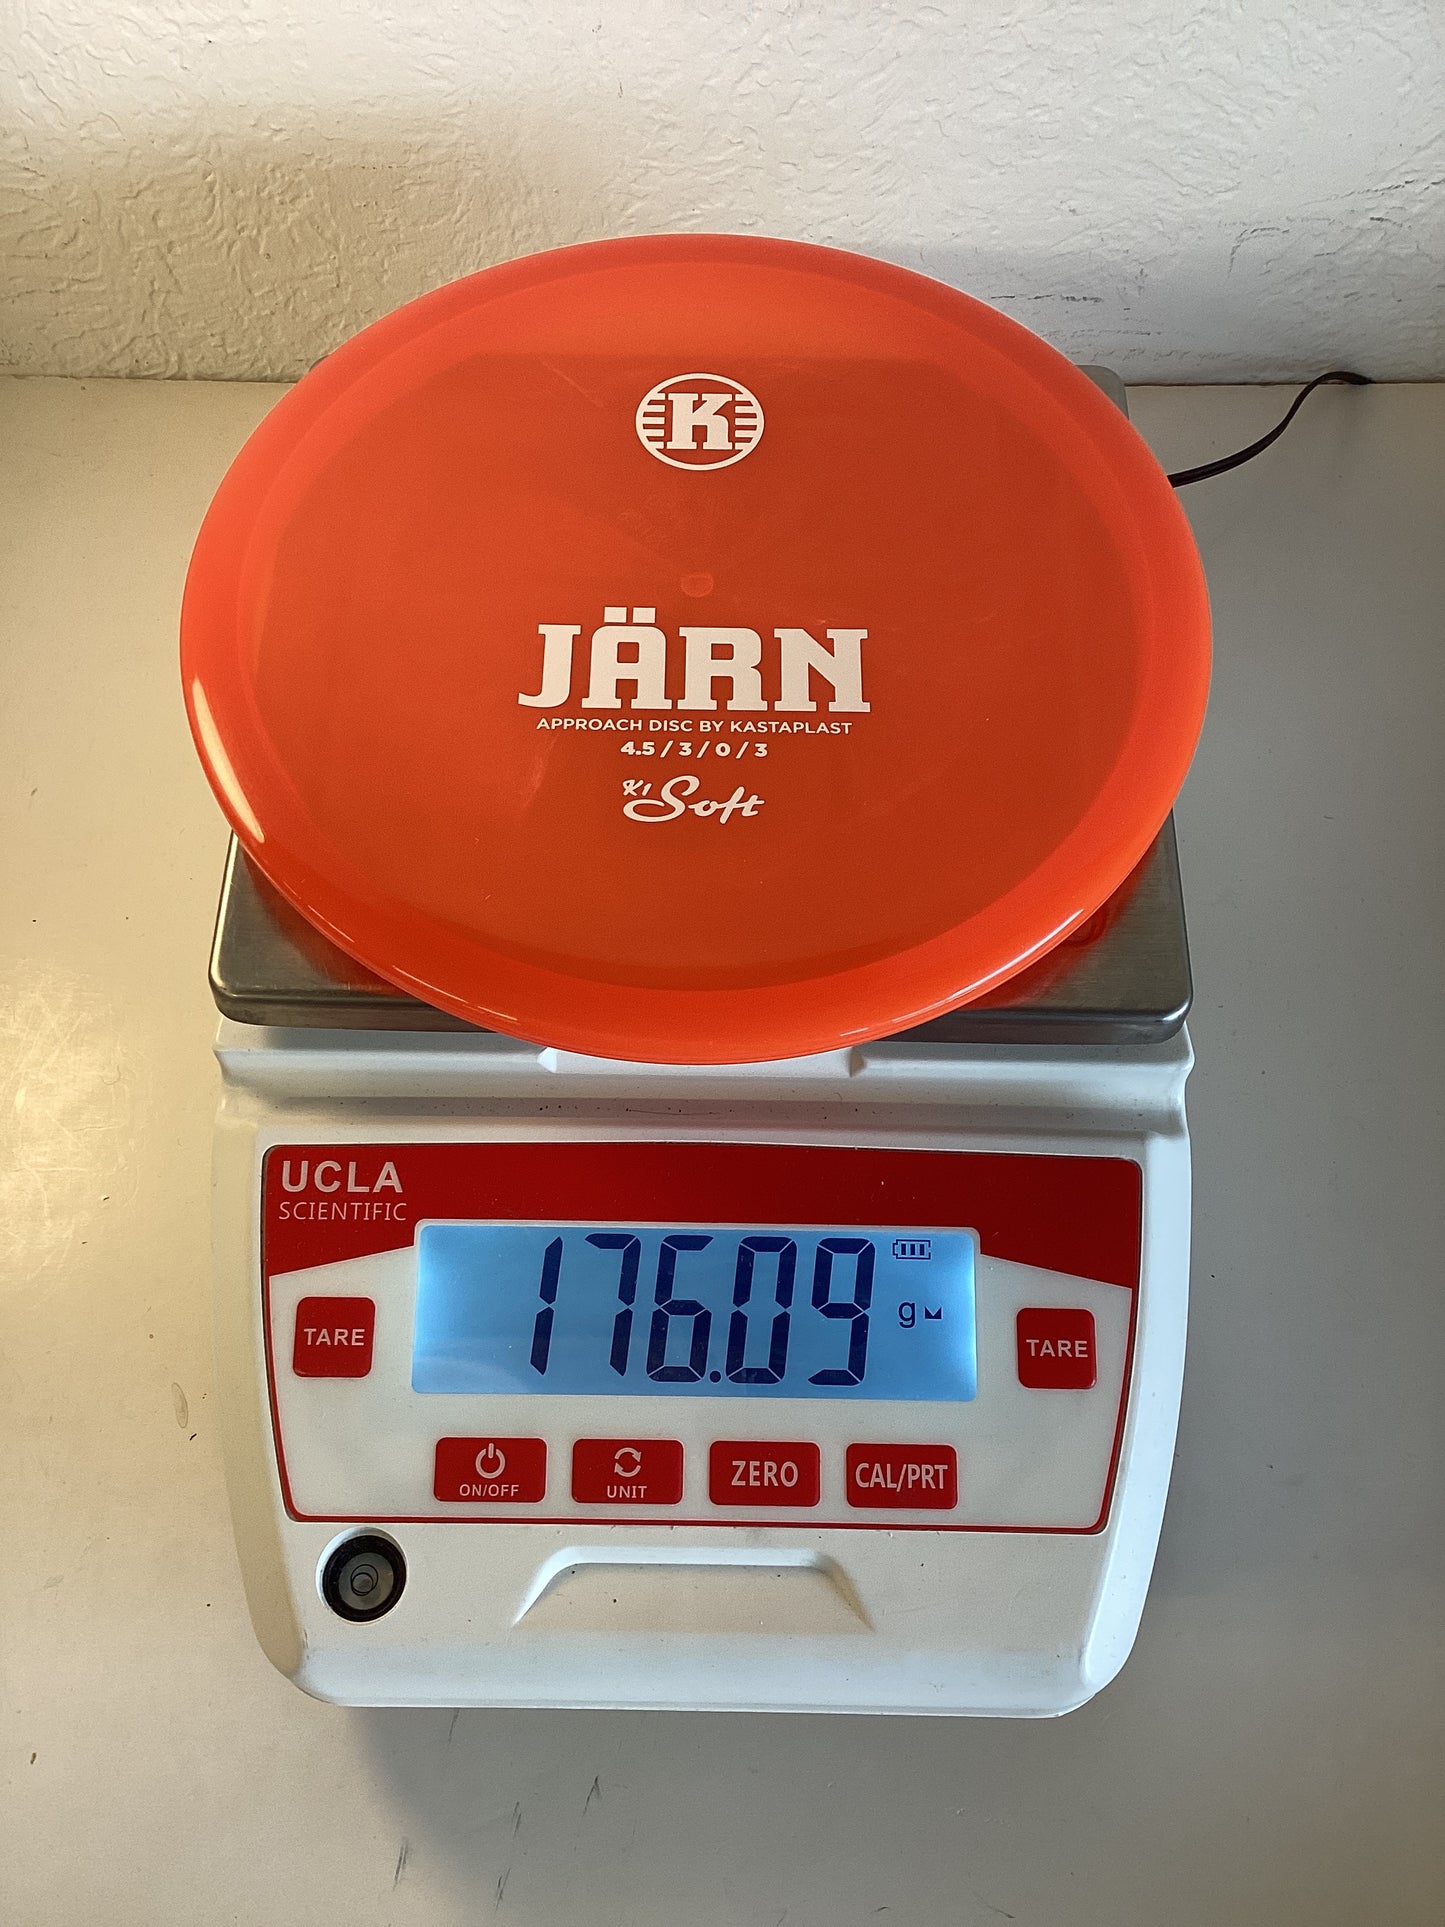 K
JÄRN
APPROACH DISC BY KASTAPLAST
4.5 / 3 / 0 / 3
K1 Soft
UCLA
SCIENTIFIC
176.09 g
TARE
TARE
ON/OFF
UNIT
ZERO
CAL/PRT